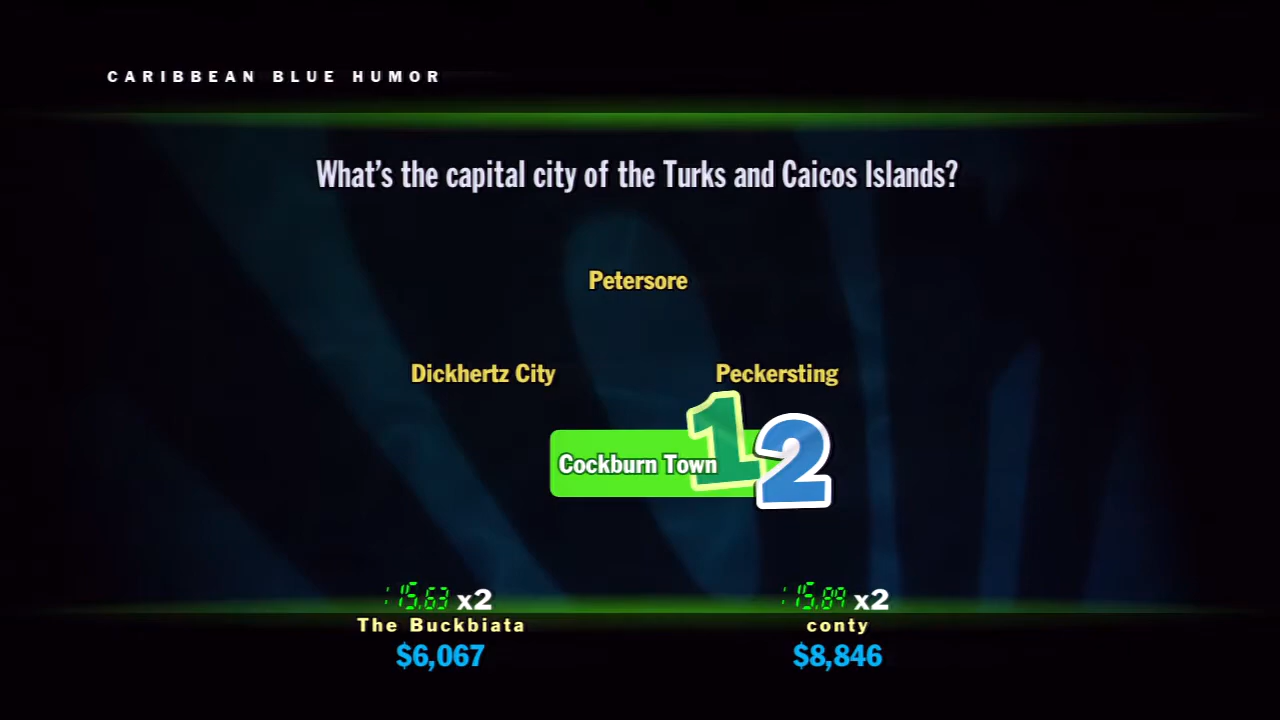 CARIBBEAN BLUE HUMOR
What's the capital city of the Turks and Caicos Islands?
Petersore
Dickhertz City
Peckersting
Cockburn Town
1
2
15.63 x2
15.89 x2
The Buckbiata
conty
$6,067
$8,846